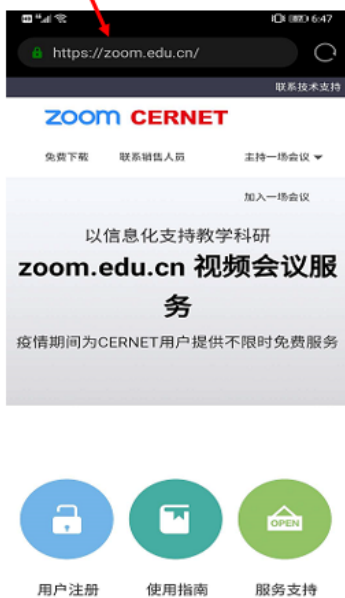 6:47
https://zoom.edu.cn/
联系技术支持
zoom CERNET
免费下载 联系销售人员 主持一场会议
加入一场会议
以信息化支持教学科研
zoom.edu.cn 视频会议服
务
疫情期间为CERNET用户提供不限时免费服务
OPEN
用户注册 使用指南 服务支持